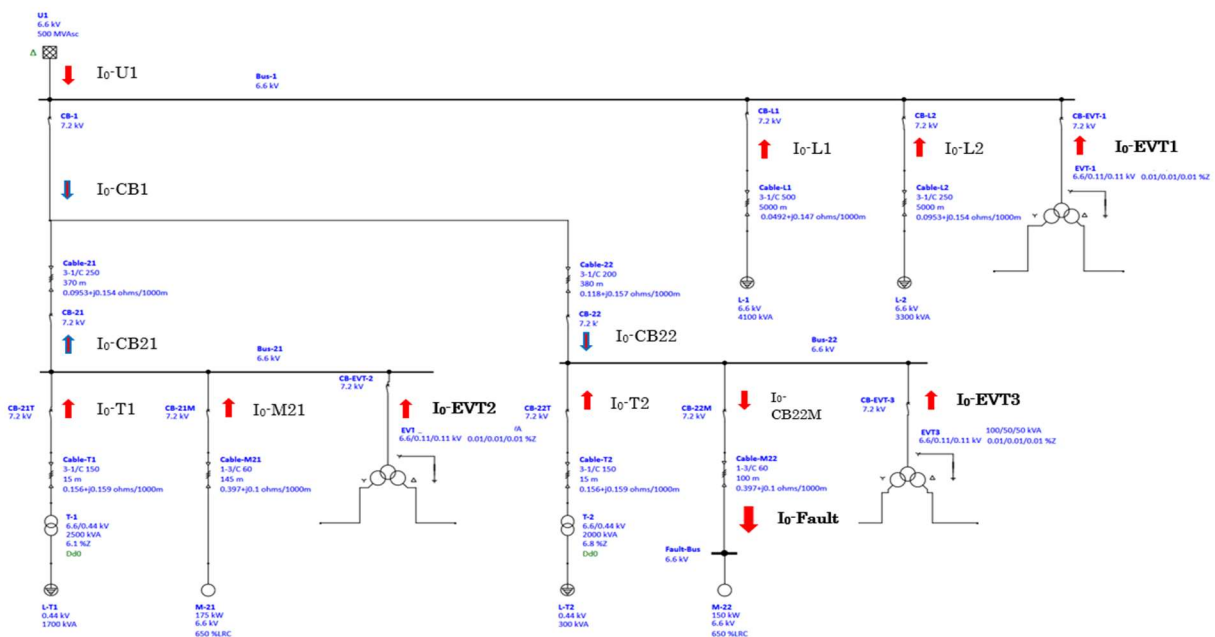 U1
6.6 kV
500 MVAsc
Δ
I₀-U1
Bus-1
6.6 kV
CB-1
7.2 kV
CB-L1
7.2 kV
CB-L2
7.2 kV
CB-EVT-1
7.2 kV
I₀-L1
I₀-L2
I₀-EVT1
EVT-1
6.6/0.11/0.11 kV 0.01/0.01/0.01 %Z
I₀-CB1
Cable-L1
3-1/C 500
5000 m
0.0492+j0.147 ohms/1000m
Cable-L2
3-1/C 250
5000 m
0.0953+j0.154 ohms/1000m
Cable-21
3-1/C 250
370 m
0.0953+j0.154 ohms/1000m
Cable-22
3-1/C 200
380 m
0.118+j0.157 ohms/1000m
L-1
6.6 kV
4100 kVA
L-2
6.6 kV
3300 kVA
CB-21
7.2 kV
CB-22
7.2 k
I₀-CB21
I₀-CB22
Bus-21
6.6 kV
Bus-22
6.6 kV
CB-21T
7.2 kV
I₀-T1
CB-21M
7.2 kV
I₀-M21
CB-EVT-2
7.2 kV
I₀-EVT2
CB-22T
7.2 kV
I₀-T2
CB-22M
7.2 kV
I₀-
CB22M
CB-EVT-3
7.2 kV
I₀-EVT3
6.6/0.11/0.11 kV 0.01/0.01/0.01 %Z
100/50/50 kVA
EVT3
6.6/0.11/0.11 kV 0.01/0.01/0.01 %Z
Cable-T1
3-1/C 150
15 m
0.156+j0.159 ohms/1000m
Cable-M21
1-3/C 60
145 m
0.397+j0.1 ohms/1000m
Cable-T2
3-1/C 150
15 m
0.156+j0.159 ohms/1000m
Cable-M22
1-3/C 60
100 m
0.397+j0.1 ohms/1000m
T-1
6.6/0.44 kV
2500 kVA
6.1 %Z
Dd0
T-2
6.6/0.44 kV
2000 kVA
6.8 %Z
Dd0
I₀-Fault
Fault-Bus
6.6 kV
L-T1
0.44 kV
1700 kVA
M-21
175 kW
6.6 kV
650 %LRC
L-T2
0.44 kV
300 kVA
M-22
150 kW
6.6 kV
650 %LRC